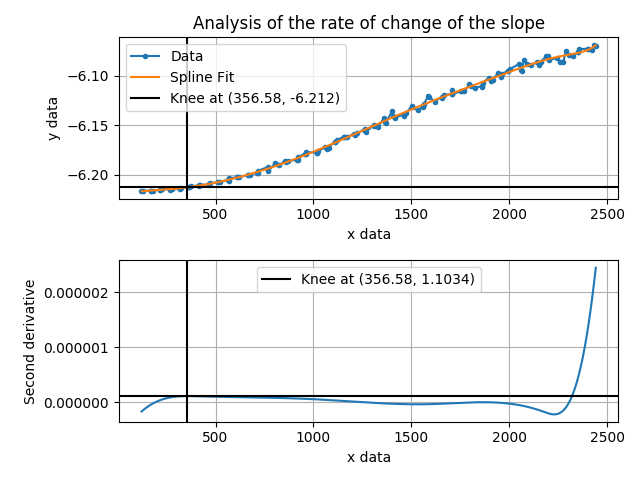 Analysis of the rate of change of the slope
Data
Spline Fit
Knee at (356.58, -6.212)
y data
−6.10
−6.15
−6.20
500
1000
1500
2000
2500
x data
Knee at (356.58, 1.1034)
Second derivative
0.000002
0.000001
0.000000
500
1000
1500
2000
2500
x data